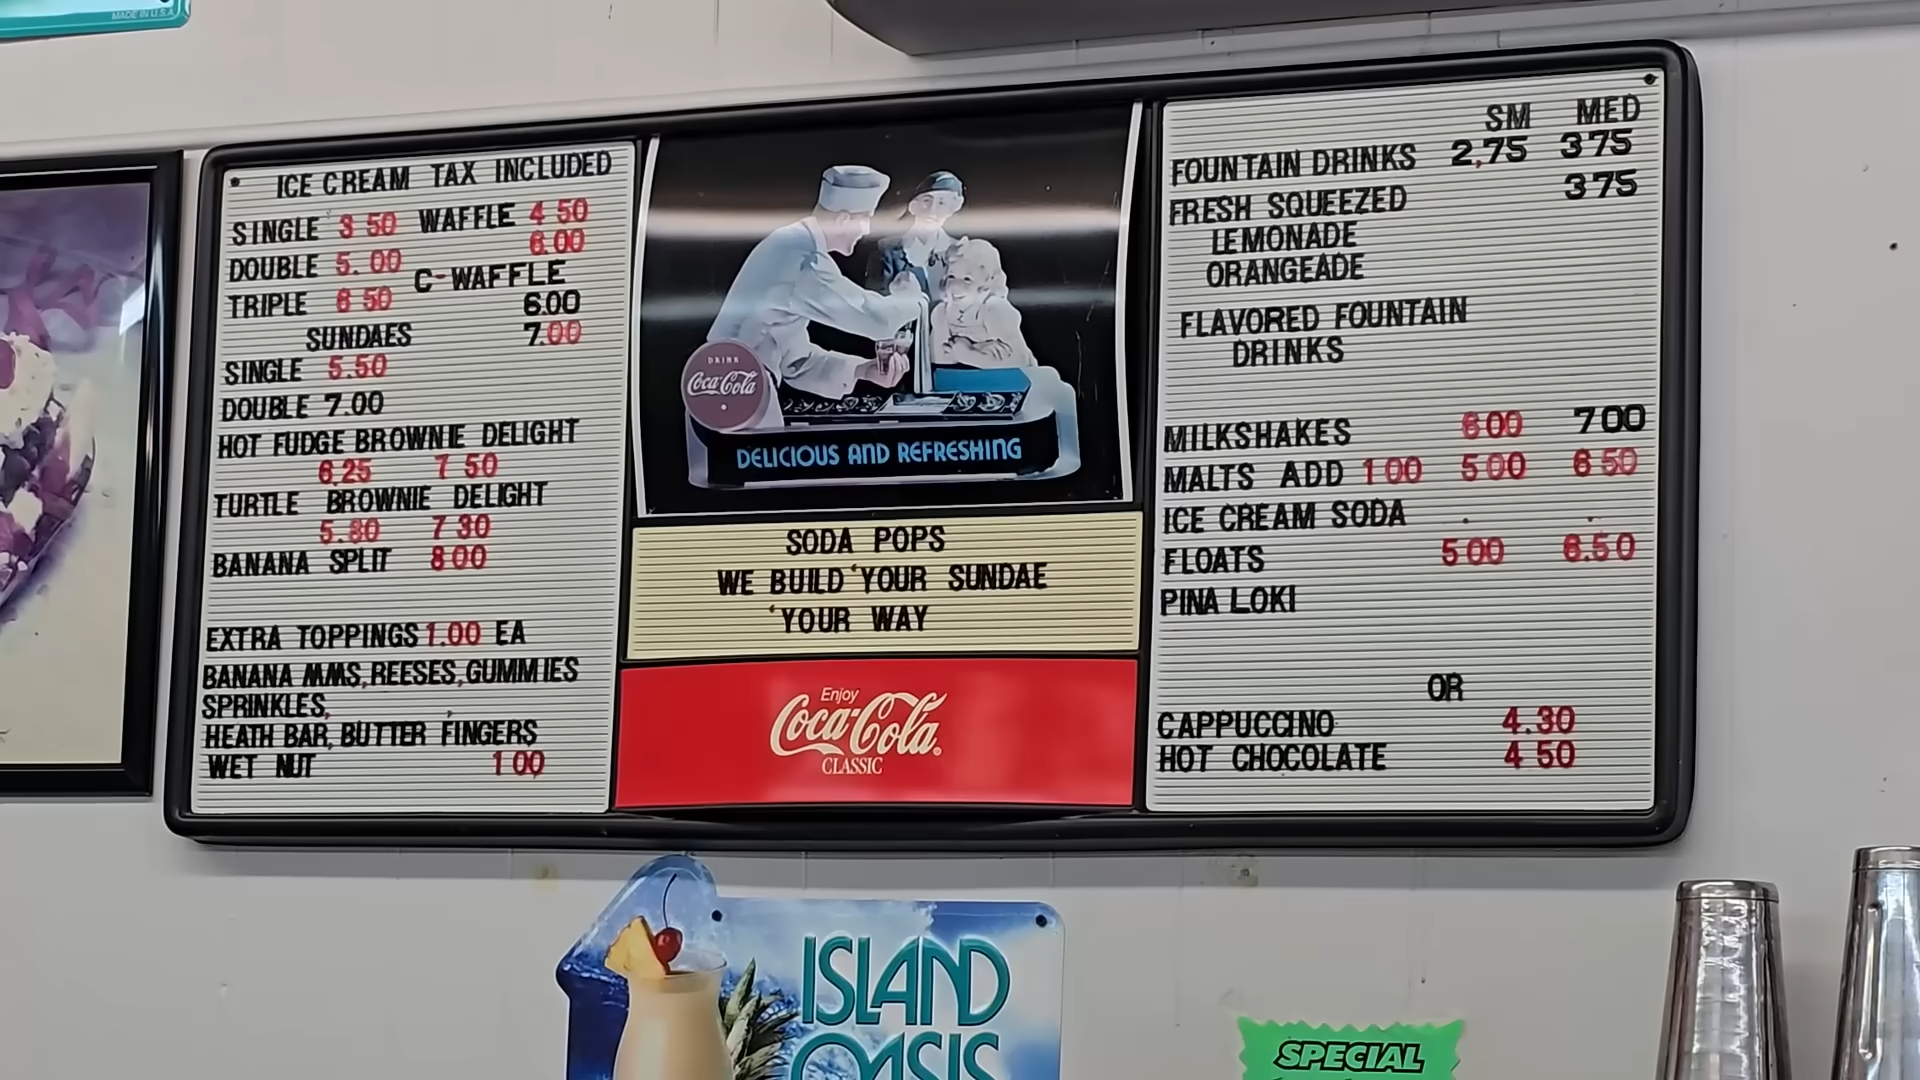 MADE IN U.S.A.
ICE CREAM TAX INCLUDED
SINGLE 3 50 WAFFLE 4 50
6.00
DOUBLE 5.00 C-WAFFLE
TRIPLE 6 50 6.00
SUNDAES 7.00
SINGLE 5.50
DOUBLE 7.00
HOT FUDGE BROWNIE DELIGHT
6,25 7 50
TURTLE BROWNIE DELIGHT
5.80 7 30
BANANA SPLIT 8 00
EXTRA TOPPINGS 1.00 EA
BANANA MMS, REESES, GUMMIES
SPRINKLES,
HEATH BAR, BUTTER FINGERS
WET NUT 1 00
DRINK
Coca-Cola
DELICIOUS AND REFRESHING
SODA POPS
WE BUILD 'YOUR SUNDAE
'YOUR WAY
Enjoy
Coca-Cola
CLASSIC
SM MED
FOUNTAIN DRINKS 2,75 3 75
FRESH SQUEEZED 3 75
LEMONADE
ORANGEADE
FLAVORED FOUNTAIN
DRINKS
MILKSHAKES 6 00 7 00
MALTS ADD 1 00 5 00 6 50
ICE CREAM SODA . .
FLOATS 5 00 6.50
PINA LOKI
OR
CAPPUCCINO 4.30
HOT CHOCOLATE 4 50
ISLAND
OASIS
SPECIAL